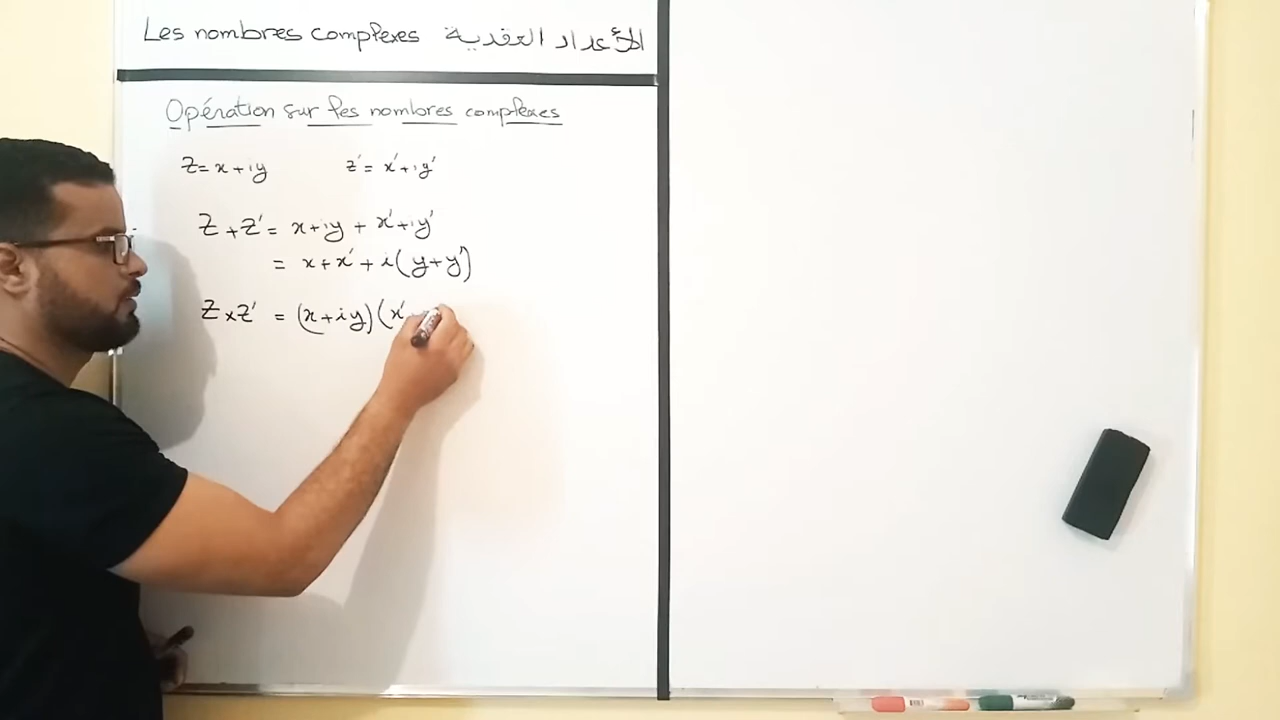 Les nombres complexes الأعداد العقدية
Opération sur les nombres complexes
Z = x + iy z' = x' + iy'
Z + Z' = x + iy + x' + iy'
= x + x' + i(y + y')
Z × Z' = (x + iy)(x'